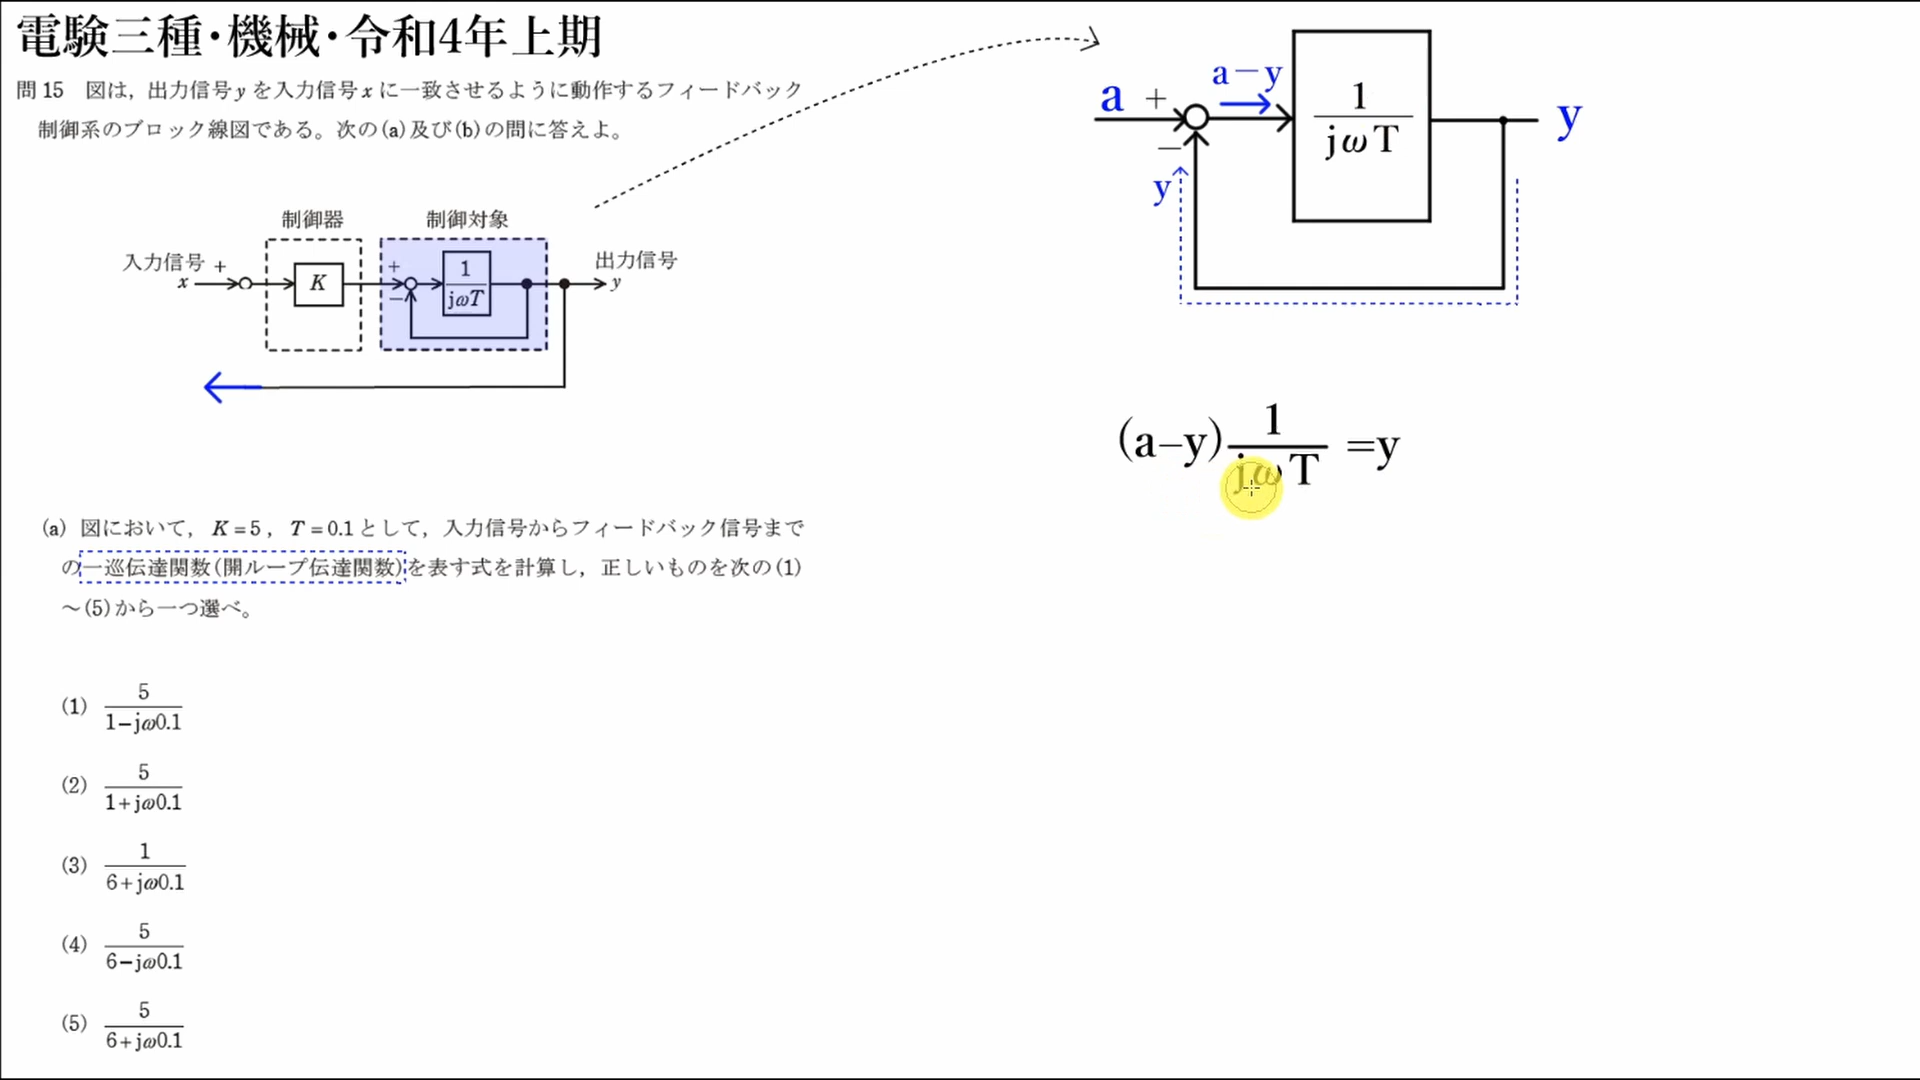 電験三種・機械・令和4年上期
問 15　図は，出力信号 y を入力信号 x に一致させるように動作するフィードバック
制御系のブロック線図である。次の(a)及び(b)の問に答えよ。
制御器
制御対象
入力信号 +
x
K
+
−
1
jωT
出力信号
y
(a) 図において， K=5， T=0.1 として，入力信号からフィードバック信号まで
の一巡伝達関数(開ループ伝達関数)を表す式を計算し，正しいものを次の(1)
～(5)から一つ選べ。
(1) 5
1−jω0.1
(2) 5
1+jω0.1
(3) 1
6+jω0.1
(4) 5
6−jω0.1
(5) 5
6+jω0.1
a +
a−y
−
y
1
jωT
y
(a−y) 1
jωT
=y